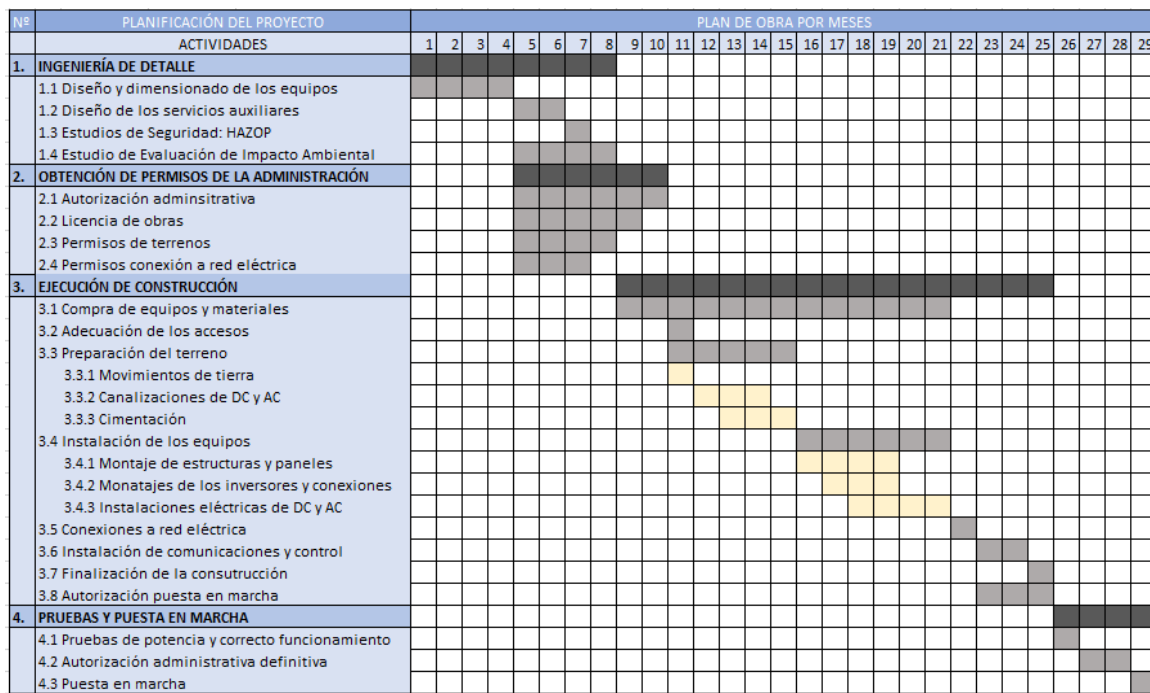 Nº PLANIFICACIÓN DEL PROYECTO PLAN DE OBRA POR MESES
ACTIVIDADES 1 2 3 4 5 6 7 8 9 10 11 12 13 14 15 16 17 18 19 20 21 22 23 24 25 26 27 28 29
1. INGENIERÍA DE DETALLE
1.1 Diseño y dimensionado de los equipos
1.2 Diseño de los servicios auxiliares
1.3 Estudios de Seguridad: HAZOP
1.4 Estudio de Evaluación de Impacto Ambiental
2. OBTENCIÓN DE PERMISOS DE LA ADMINISTRACIÓN
2.1 Autorización adminsitrativa
2.2 Licencia de obras
2.3 Permisos de terrenos
2.4 Permisos conexión a red eléctrica
3. EJECUCIÓN DE CONSTRUCCIÓN
3.1 Compra de equipos y materiales
3.2 Adecuación de los accesos
3.3 Preparación del terreno
3.3.1 Movimientos de tierra
3.3.2 Canalizaciones de DC y AC
3.3.3 Cimentación
3.4 Instalación de los equipos
3.4.1 Montaje de estructuras y paneles
3.4.2 Monatajes de los inversores y conexiones
3.4.3 Instalaciones eléctricas de DC y AC
3.5 Conexiones a red eléctrica
3.6 Instalación de comunicaciones y control
3.7 Finalización de la consutrucción
3.8 Autorización puesta en marcha
4. PRUEBAS Y PUESTA EN MARCHA
4.1 Pruebas de potencia y correcto funcionamiento
4.2 Autorización administrativa definitiva
4.3 Puesta en marcha